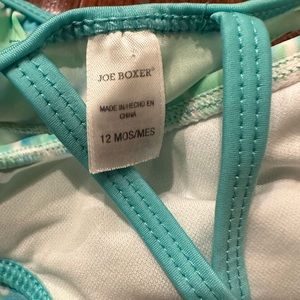 JOE BOXER®
MADE IN/HECHO EN
CHINA
12 MOS/MES